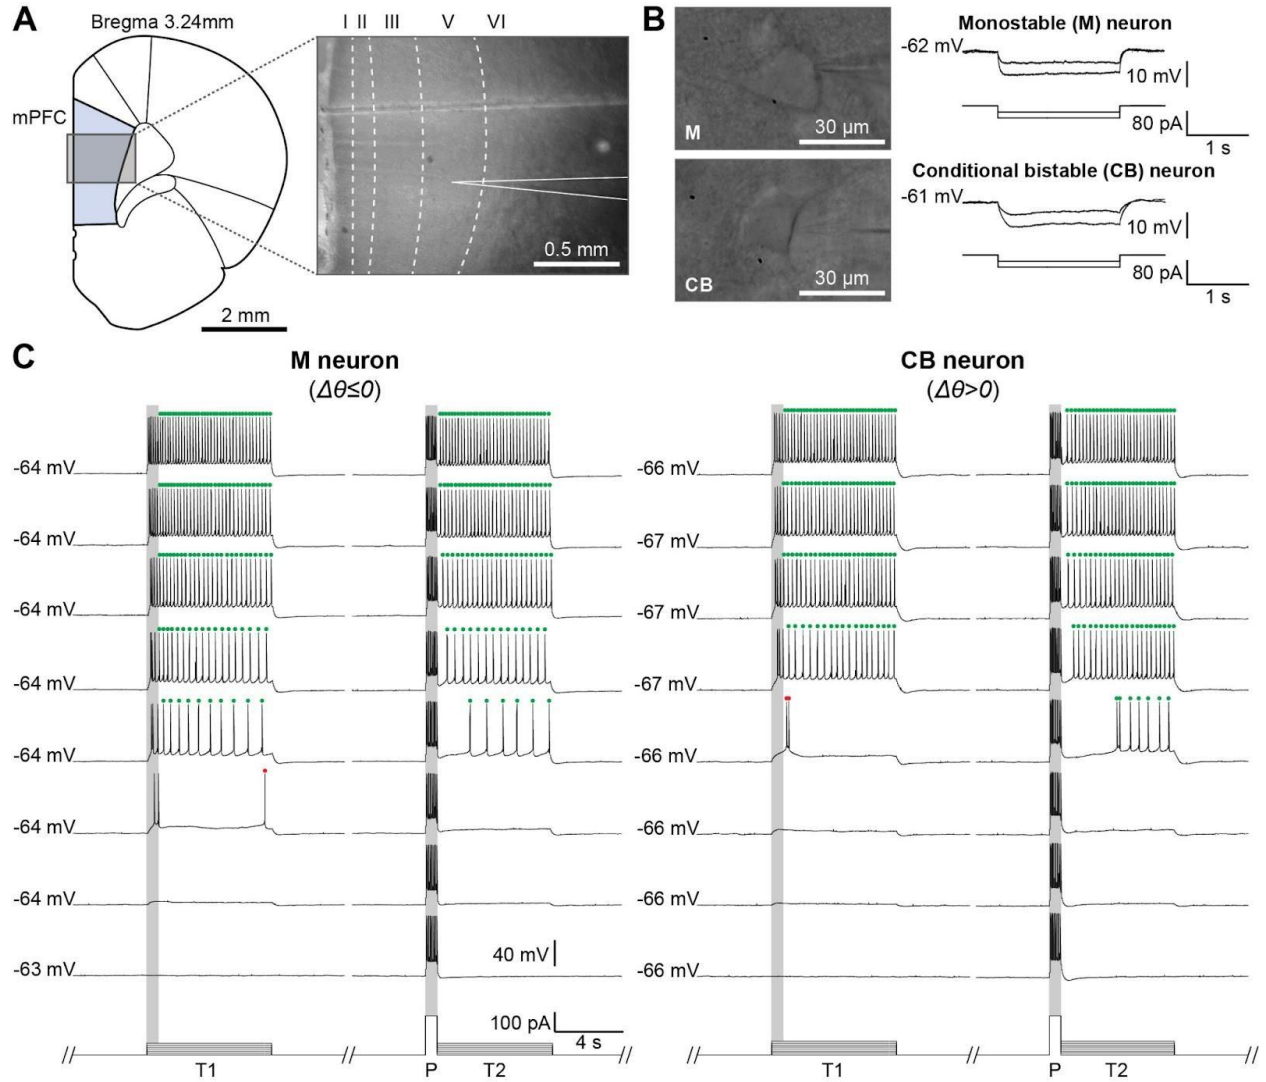 A
Bregma 3.24mm
mPFC
2 mm
I II III V VI
0.5 mm
B
M
30 µm
CB
30 µm
Monostable (M) neuron
-62 mV
10 mV
80 pA
1 s
Conditional bistable (CB) neuron
-61 mV
10 mV
80 pA
1 s
C
M neuron
(Δθ≤0)
-64 mV
-64 mV
-64 mV
-64 mV
-64 mV
-64 mV
-64 mV
-63 mV
40 mV
100 pA
4 s
T1
P
T2
CB neuron
(Δθ>0)
-66 mV
-67 mV
-67 mV
-67 mV
-66 mV
-66 mV
-66 mV
-66 mV
T1
P
T2